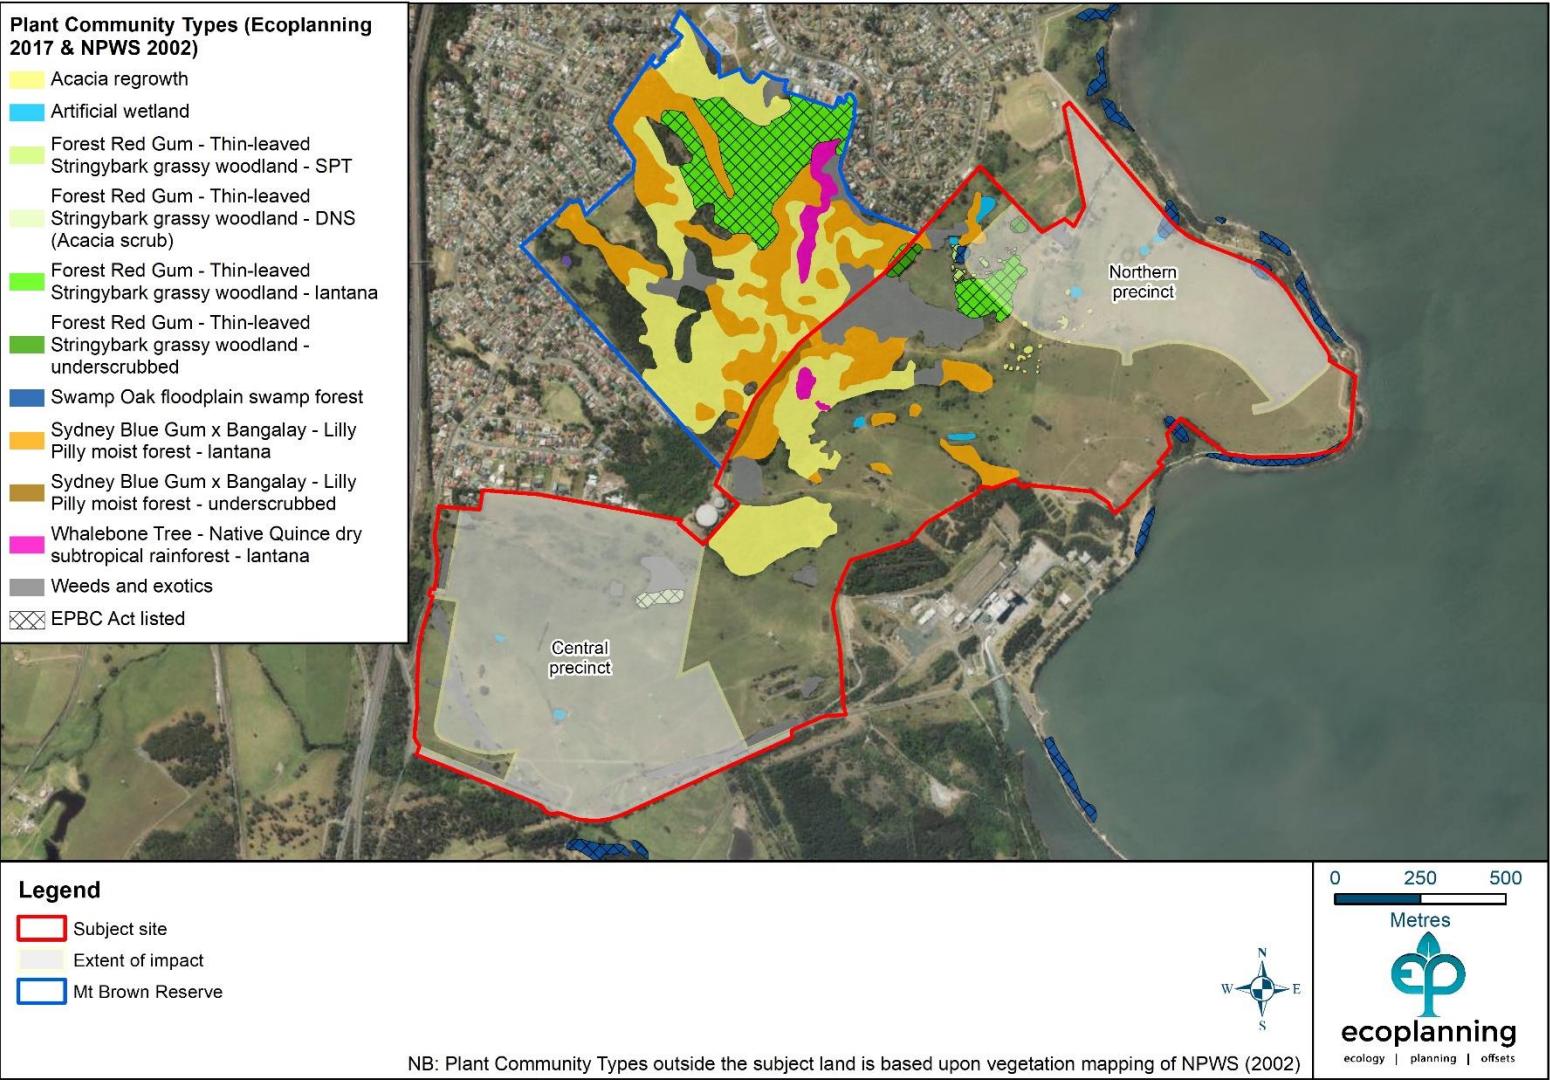 Plant Community Types (Ecoplanning
2017 & NPWS 2002)
Acacia regrowth
Artificial wetland
Forest Red Gum - Thin-leaved
Stringybark grassy woodland - SPT
Forest Red Gum - Thin-leaved
Stringybark grassy woodland - DNS
(Acacia scrub)
Forest Red Gum - Thin-leaved
Stringybark grassy woodland - lantana
Forest Red Gum - Thin-leaved
Stringybark grassy woodland -
underscrubbed
Swamp Oak floodplain swamp forest
Sydney Blue Gum x Bangalay - Lilly
Pilly moist forest - lantana
Sydney Blue Gum x Bangalay - Lilly
Pilly moist forest - underscrubbed
Whalebone Tree - Native Quince dry
subtropical rainforest - lantana
Weeds and exotics
EPBC Act listed
Northern
precinct
Central
precinct
Legend
Subject site
Extent of impact
Mt Brown Reserve
N
W E
S
NB: Plant Community Types outside the subject land is based upon vegetation mapping of NPWS (2002)
0 250 500
Metres
ep
ecoplanning
ecology | planning | offsets